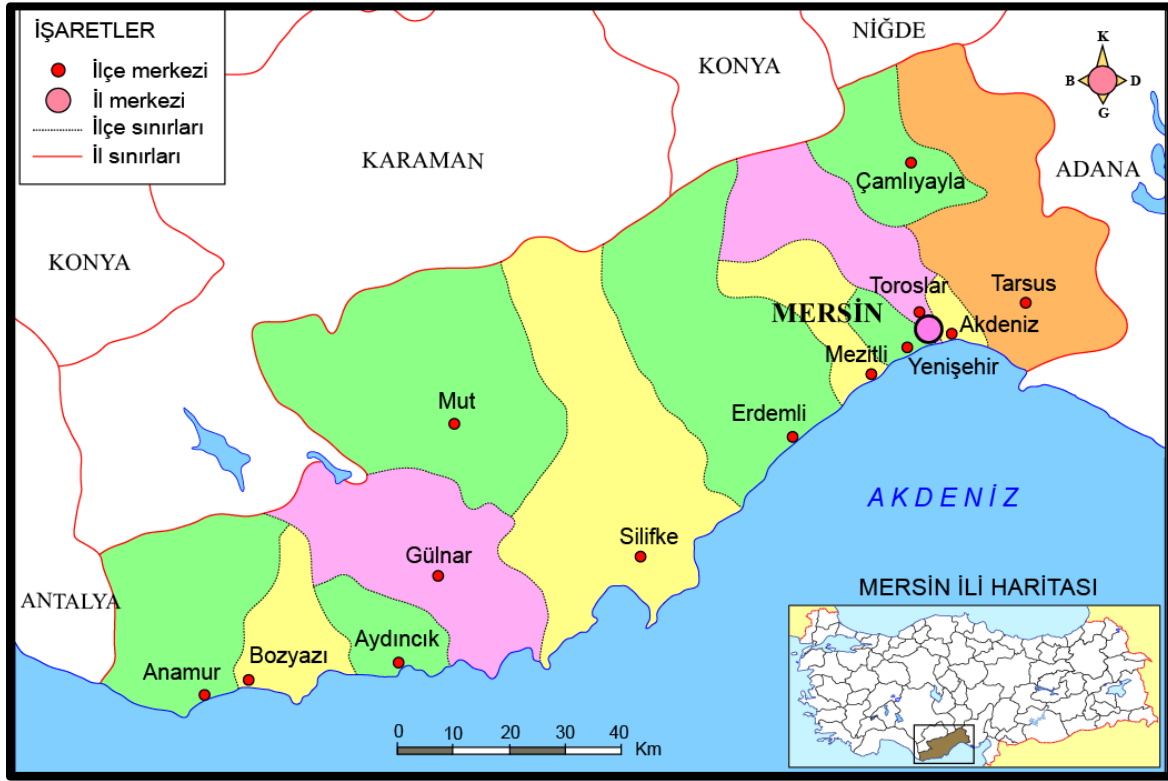 İŞARETLER
İlçe merkezi
İl merkezi
İlçe sınırları
İl sınırları
NİĞDE
KONYA
K
B D
G
KARAMAN
ADANA
Çamlıyayla
KONYA
Toroslar
Tarsus
MERSİN
Akdeniz
Mezitli
Yenişehir
Mut
Erdemli
AKDENİZ
Silifke
Gülnar
MERSİN İLİ HARİTASI
ANTALYA
Aydıncık
Bozyazı
Anamur
0 10 20 30 40
Km